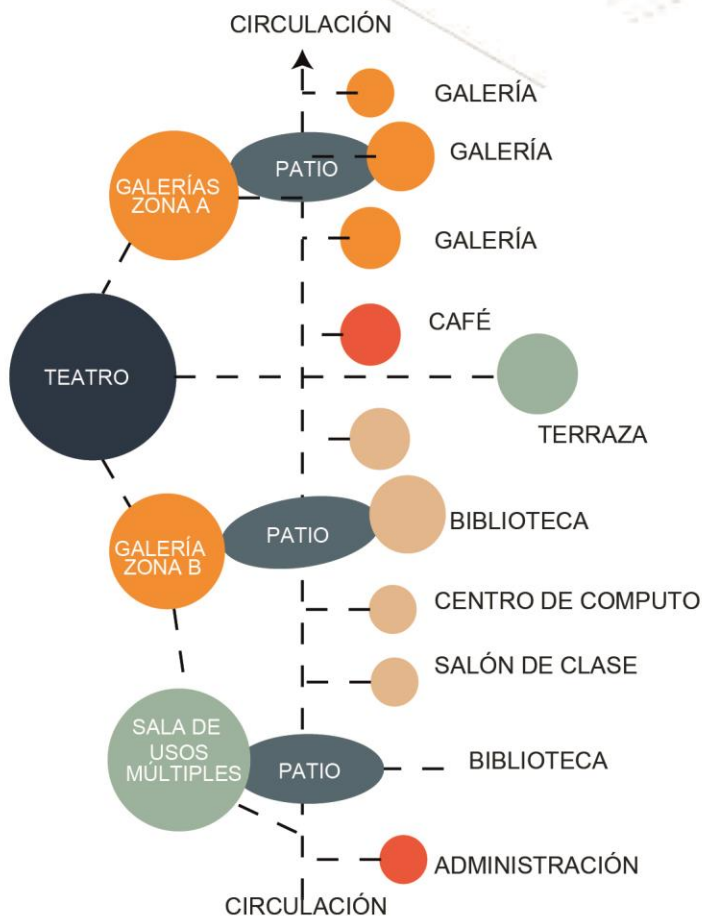 CIRCULACIÓN
GALERÍA
GALERÍA
PATIO
GALERÍAS
ZONA A
GALERÍA
CAFÉ
TEATRO
TERRAZA
BIBLIOTECA
PATIO
GALERÍA
ZONA B
CENTRO DE COMPUTO
SALÓN DE CLASE
SALA DE
USOS
MÚLTIPLES
PATIO
BIBLIOTECA
ADMINISTRACIÓN
CIRCULACIÓN